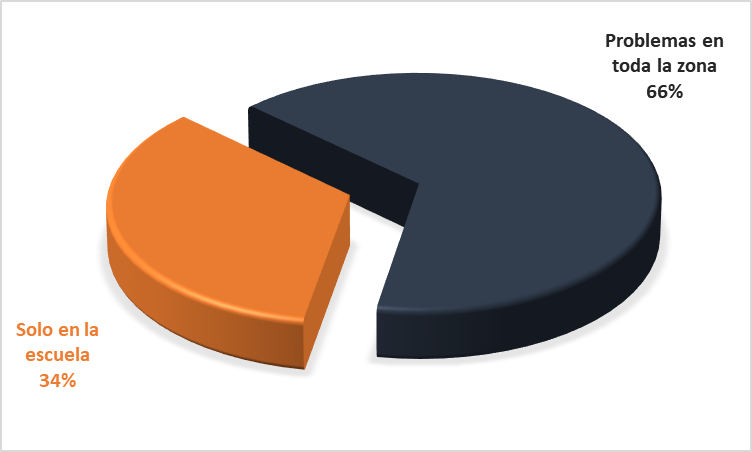 Problemas en
toda la zona
66%
Solo en la
escuela
34%